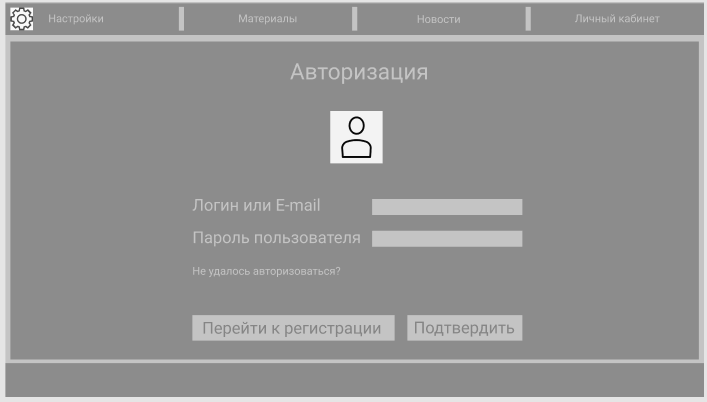 Настройки
Материалы
Новости
Личный кабинет
Авторизация
Логин или E-mail
Пароль пользователя
Не удалось авторизоваться?
Перейти к регистрации
Подтвердить